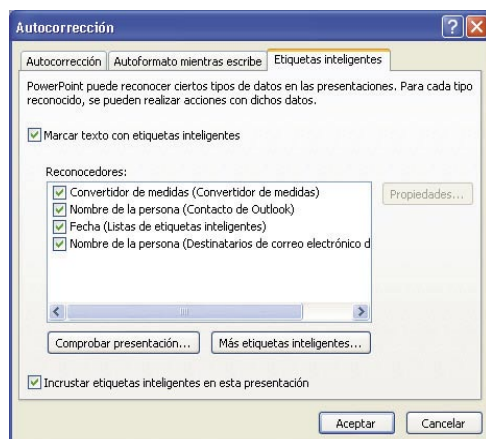 Autocorrección
Autocorrección Autoformato mientras escribe Etiquetas inteligentes
PowerPoint puede reconocer ciertos tipos de datos en las presentaciones. Para cada tipo
reconocido, se pueden realizar acciones con dichos datos.
Marcar texto con etiquetas inteligentes
Reconocedores:
Convertidor de medidas (Convertidor de medidas)
Propiedades...
Nombre de la persona (Contacto de Outlook)
Fecha (Listas de etiquetas inteligentes)
Nombre de la persona (Destinatarios de correo electrónico d
Comprobar presentación... Más etiquetas inteligentes...
Incrustar etiquetas inteligentes en esta presentación
Aceptar Cancelar